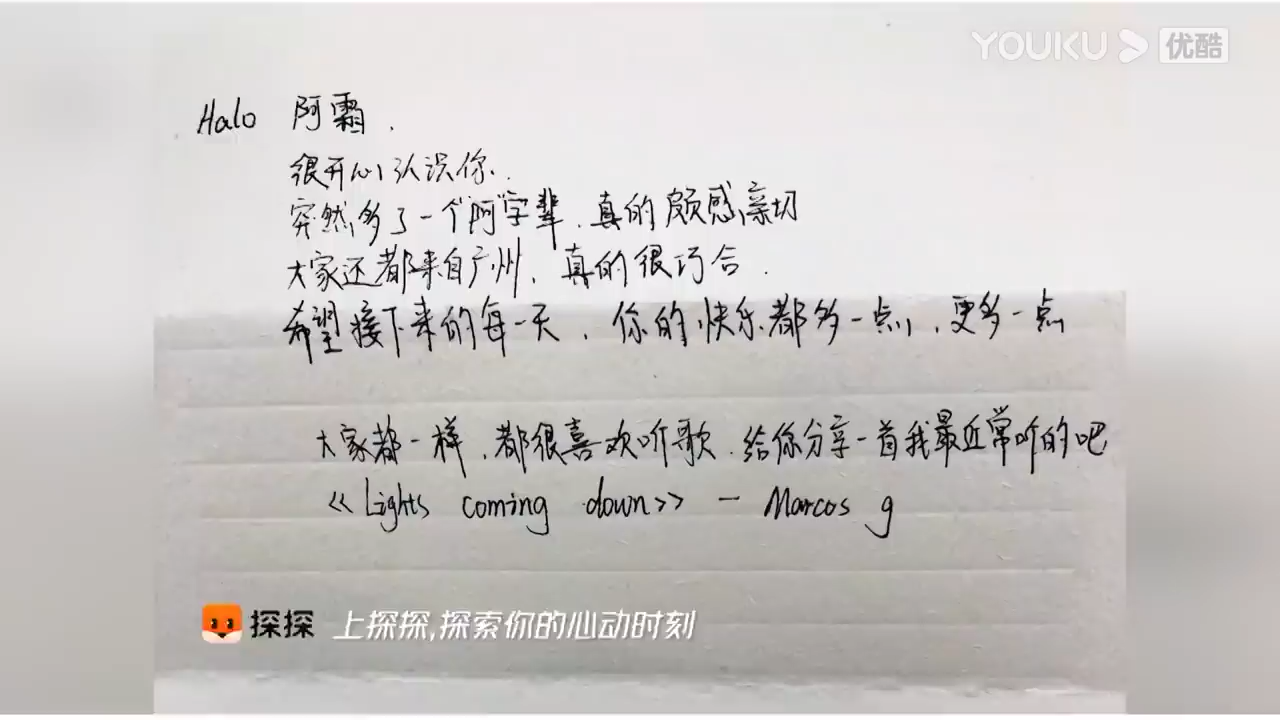 YOUKU 优酷
Halo 阿霜.
很开心认识你.
突然多了一个"阿"字辈、真的颇感亲切
大家还都来自广州，真的很巧合.
希望接下来的每一天，你的快乐都多一点，更多一点
大家都一样，都很喜欢听歌.给你分享一首我最近常听的吧
<<Lights coming down>> - Marcos g
探探 上探探,探索你的心动时刻